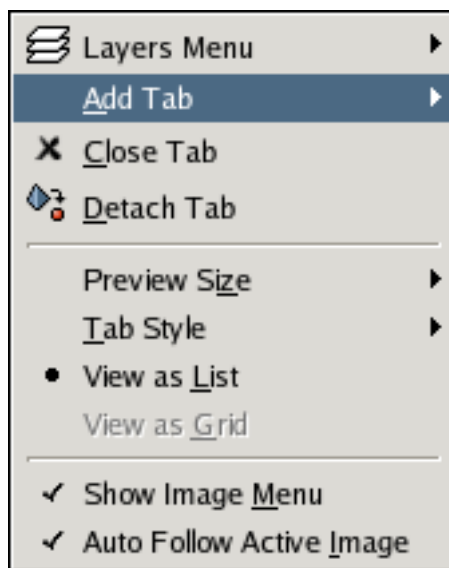 Layers Menu
Add Tab
Close Tab
Detach Tab
Preview Size
Tab Style
View as List
View as Grid
Show Image Menu
Auto Follow Active Image